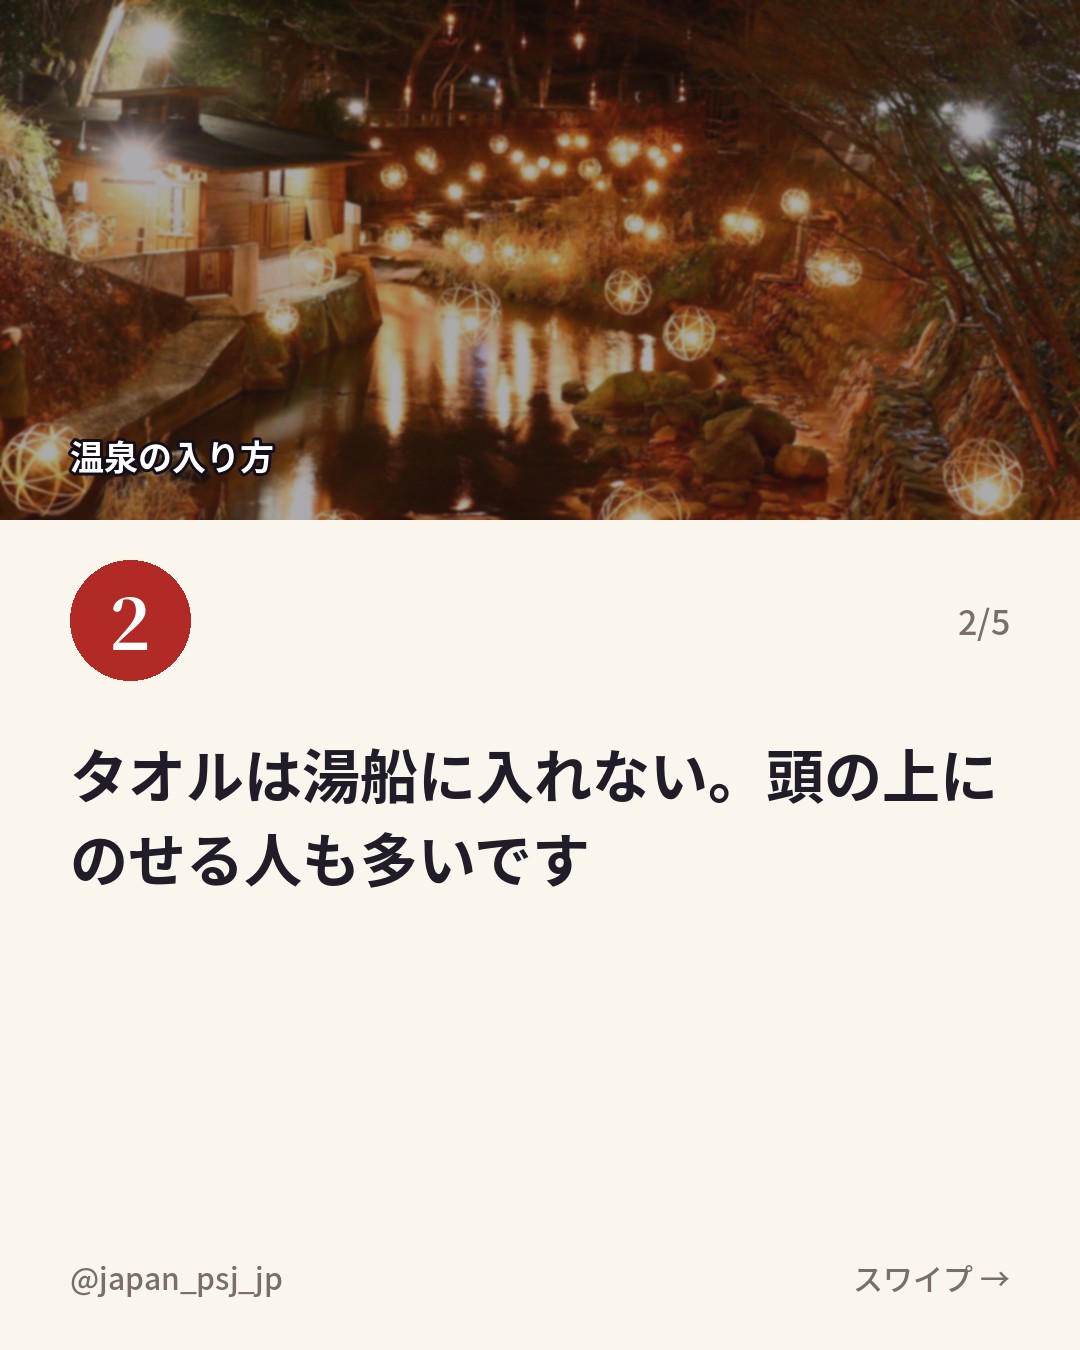 温泉の入り方
2
2/5
タオルは湯船に入れない。頭の上に
のせる人も多いです
@japan_psj_jp
スワイプ →